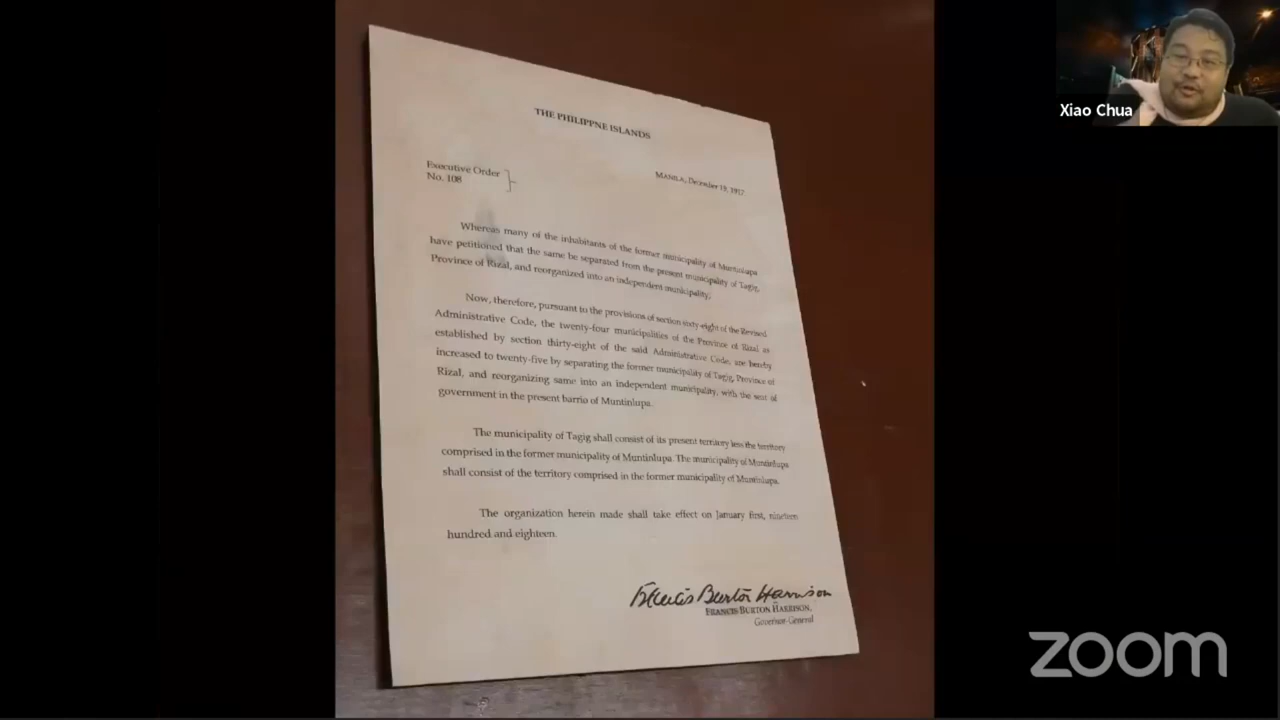 THE PHILIPPNE ISLANDS
Executive Order
No. 108
MANILA, December 19, 1917
Whereas many of the inhabitants of the former municipality of Muntinlupa
have petitioned that the same be separated from the present municipality of Tagig,
Province of Rizal, and reorganized into an independent municipality;
Now, therefore, pursuant to the provisions of section sixty-eight of the Revised
Administrative Code, the twenty-four municipalities of the Province of Rizal as
established by section thirty-eight of the said Administrative Code, are hereby
increased to twenty-five by separating the former municipality of Tagig, Province of
Rizal, and reorganizing same into an independent municipality, with the seat of
government in the present barrio of Muntinlupa.
The municipality of Tagig shall consist of its present territory less the territory
comprised in the former municipality of Muntinlupa. The municipality of Muntinlupa
shall consist of the territory comprised in the former municipality of Muntinlupa.
The organization herein made shall take effect on January first, nineteen
hundred and eighteen.
Francis Burton Harrison
FRANCIS BURTON HARRISON,
Governor-General
Xiao Chua
zoom